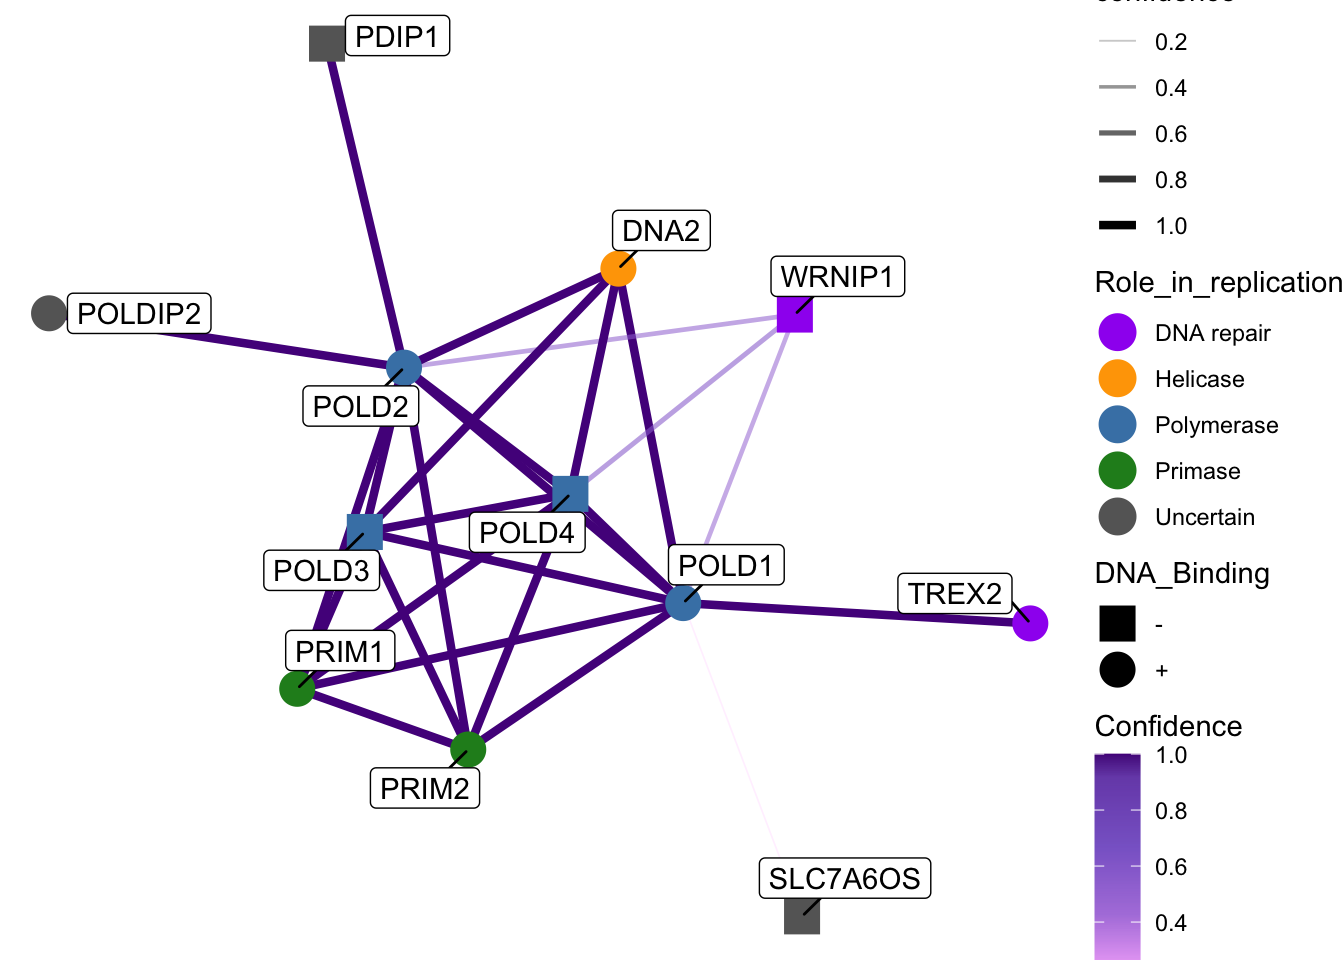 PDIP1
DNA2
WRNIP1
POLDIP2
POLD2
POLD4
POLD3
POLD1
TREX2
PRIM1
PRIM2
SLC7A6OS
0.2
0.4
0.6
0.8
1.0
Role_in_replication
DNA repair
Helicase
Polymerase
Primase
Uncertain
DNA_Binding
-
+
Confidence
1.0
0.8
0.6
0.4